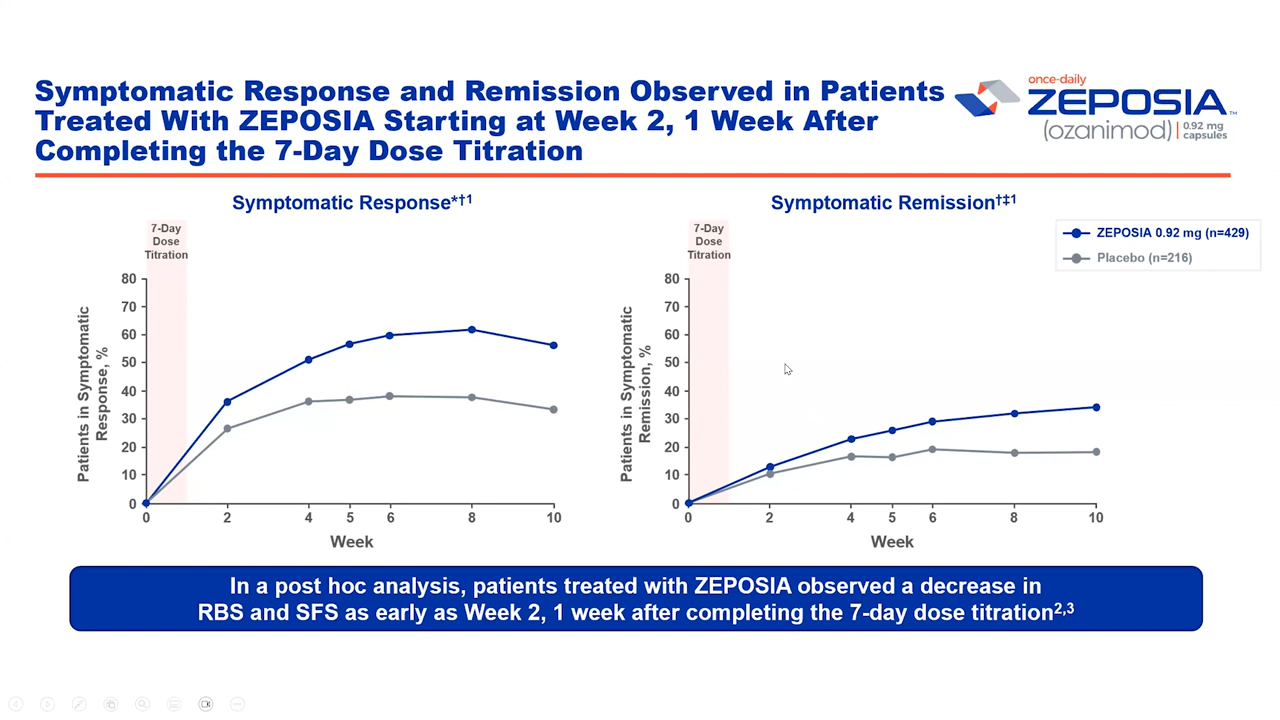 Symptomatic Response and Remission Observed in Patients
Treated With ZEPOSIA Starting at Week 2, 1 Week After
Completing the 7-Day Dose Titration
once-daily
ZEPOSIA™
(ozanimod) | 0.92 mg
capsules
Symptomatic Response*†1
7-Day
Dose
Titration
Patients in Symptomatic
Response, %
80
70
60
50
40
30
20
10
0
0 2 4 5 6 8 10
Week
Symptomatic Remission†‡1
7-Day
Dose
Titration
Patients in Symptomatic
Remission, %
80
70
60
50
40
30
20
10
0
0 2 4 5 6 8 10
Week
ZEPOSIA 0.92 mg (n=429)
Placebo (n=216)
In a post hoc analysis, patients treated with ZEPOSIA observed a decrease in
RBS and SFS as early as Week 2, 1 week after completing the 7-day dose titration2,3